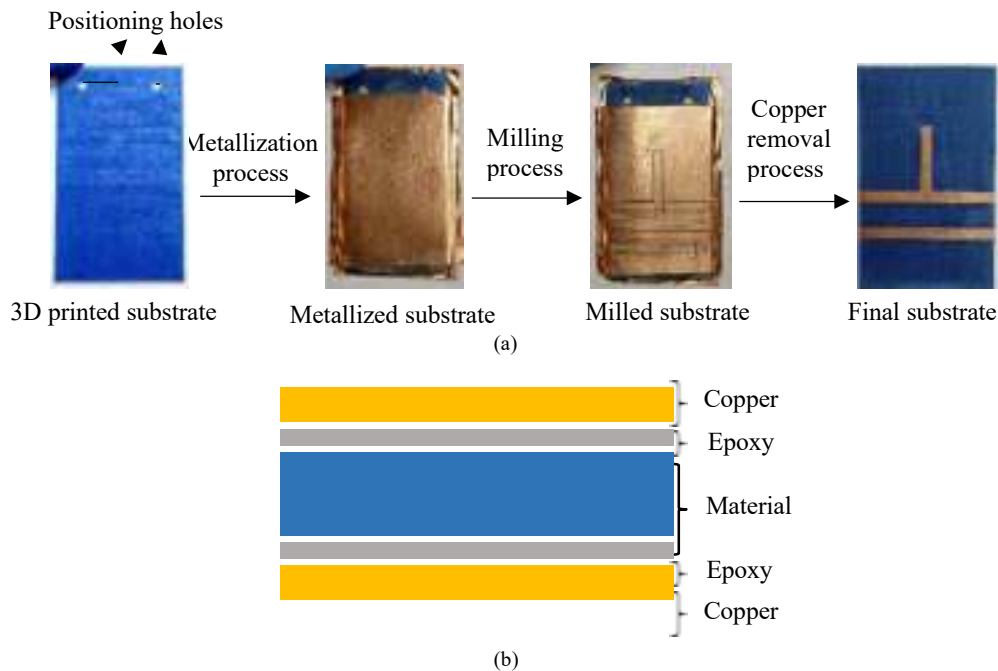 Positioning holes
Metallization
process
Milling
process
Copper
removal
process
3D printed substrate
Metallized substrate
Milled substrate
Final substrate
(a)
Copper
Epoxy
Material
Epoxy
Copper
(b)